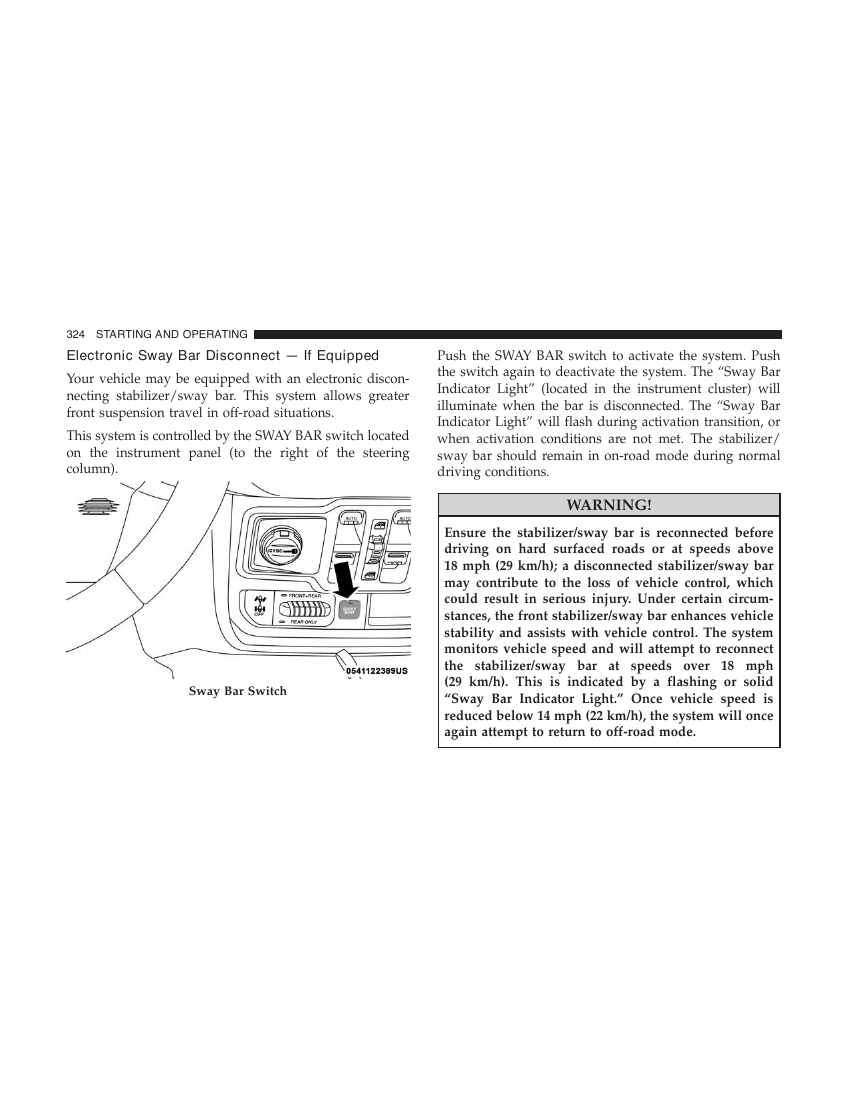 324 STARTING AND OPERATING
Electronic Sway Bar Disconnect — If Equipped
Your vehicle may be equipped with an electronic discon-
necting stabilizer/sway bar. This system allows greater
front suspension travel in off-road situations.
This system is controlled by the SWAY BAR switch located
on the instrument panel (to the right of the steering
column).
AUTO
AUTO
12V DC
FRONT+REAR
OFF
REAR ONLY
SWAY
BAR
0541122389US
Sway Bar Switch
Push the SWAY BAR switch to activate the system. Push
the switch again to deactivate the system. The “Sway Bar
Indicator Light” (located in the instrument cluster) will
illuminate when the bar is disconnected. The “Sway Bar
Indicator Light” will flash during activation transition, or
when activation conditions are not met. The stabilizer/
sway bar should remain in on-road mode during normal
driving conditions.
WARNING!
Ensure the stabilizer/sway bar is reconnected before
driving on hard surfaced roads or at speeds above
18 mph (29 km/h); a disconnected stabilizer/sway bar
may contribute to the loss of vehicle control, which
could result in serious injury. Under certain circum-
stances, the front stabilizer/sway bar enhances vehicle
stability and assists with vehicle control. The system
monitors vehicle speed and will attempt to reconnect
the stabilizer/sway bar at speeds over 18 mph
(29 km/h). This is indicated by a flashing or solid
“Sway Bar Indicator Light.” Once vehicle speed is
reduced below 14 mph (22 km/h), the system will once
again attempt to return to off-road mode.